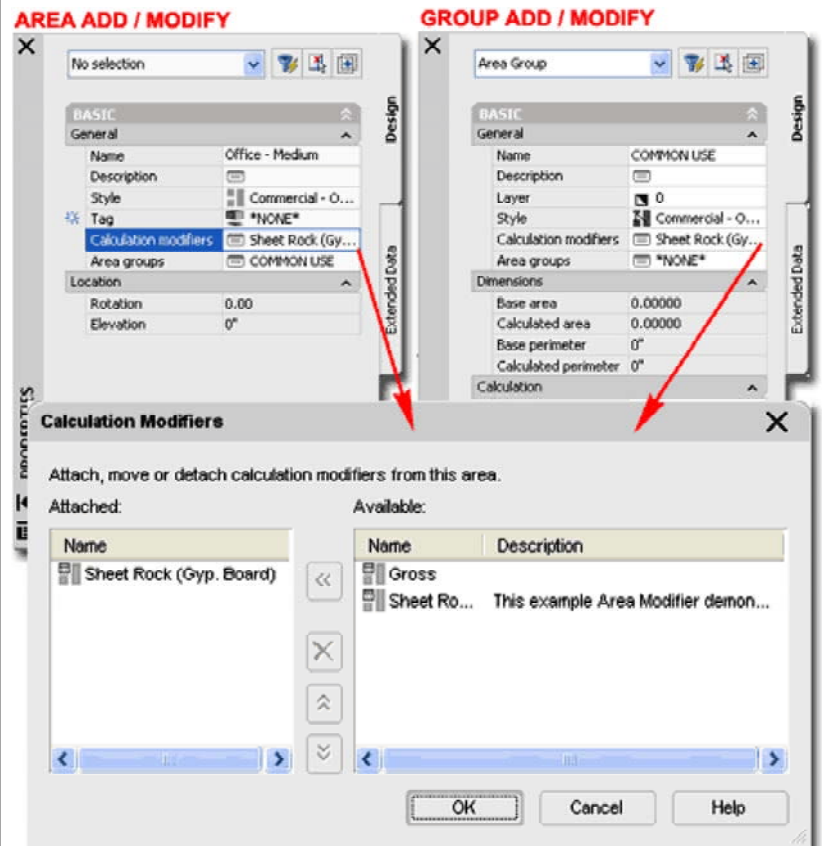 AREA ADD / MODIFY
No selection
BASIC
General
Name Office - Medium
Description
Style Commercial - O...
Tag *NONE*
Calculation modifiers Sheet Rock (Gy...
Area groups COMMON USE
Location
Rotation 0.00
Elevation 0"
Design
Extended Data
PROPERTIES
GROUP ADD / MODIFY
Area Group
BASIC
General
Name COMMON USE
Description
Layer 0
Style Commercial - O...
Calculation modifiers Sheet Rock (Gy...
Area groups *NONE*
Dimensions
Base area 0.00000
Calculated area 0.00000
Base perimeter 0"
Calculated perimeter 0"
Calculation
Design
Extended Data
Calculation Modifiers
Attach, move or detach calculation modifiers from this area.
Attached:
Name
Sheet Rock (Gyp. Board)
Available:
Name Description
Gross
Sheet Ro... This example Area Modifier demon...
OK Cancel Help